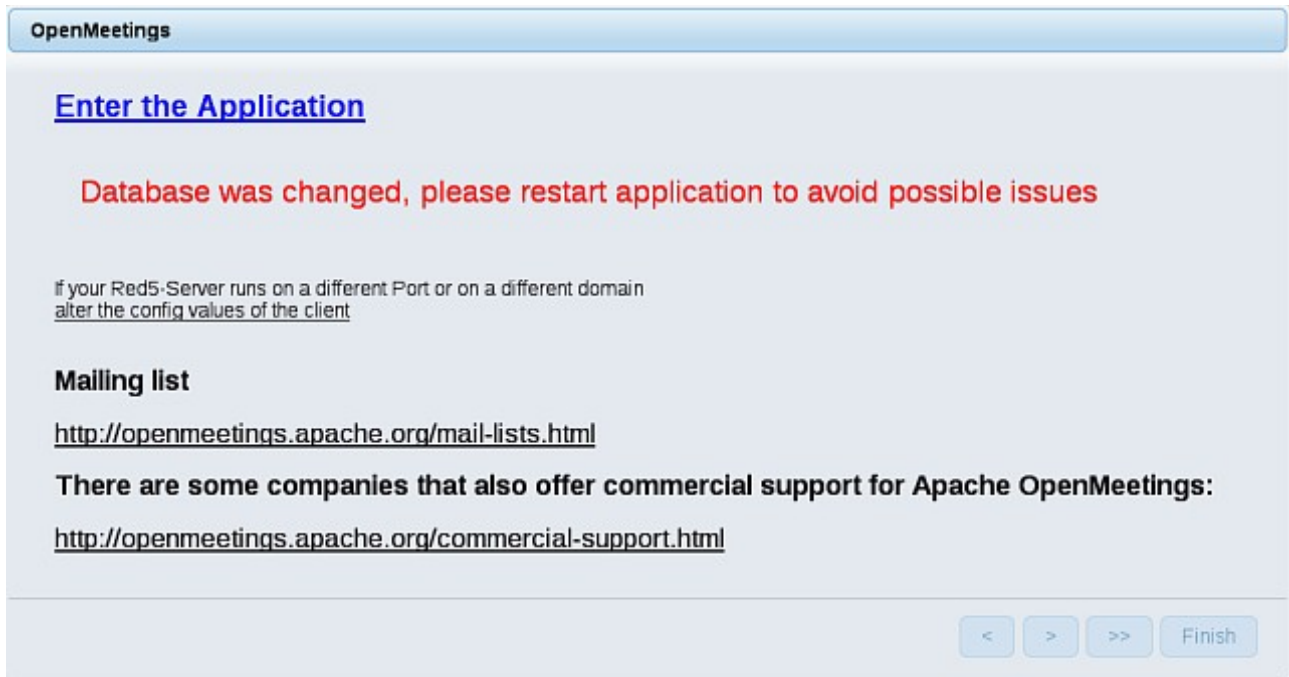 OpenMeetings
Enter the Application
Database was changed, please restart application to avoid possible issues
If your Red5-Server runs on a different Port or on a different domain
alter the config values of the client
Mailing list
http://openmeetings.apache.org/mail-lists.html
There are some companies that also offer commercial support for Apache OpenMeetings:
http://openmeetings.apache.org/commercial-support.html
< > >> Finish